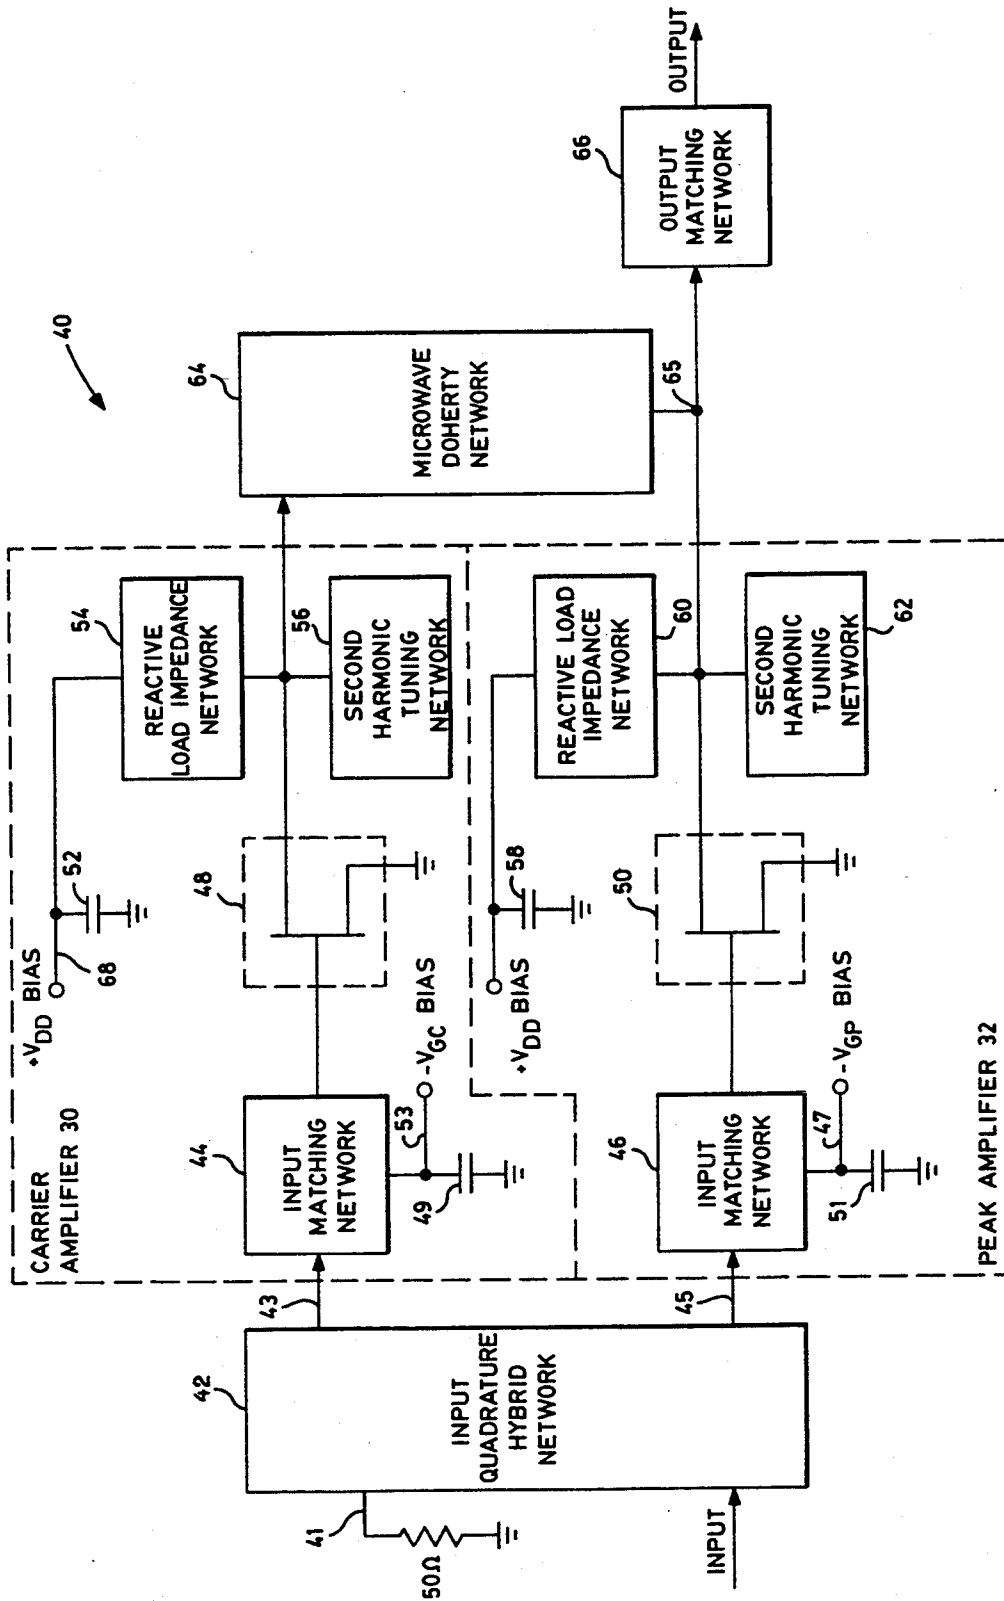 40
CARRIER
AMPLIFIER 30
+VDD BIAS
68
52
54
REACTIVE
LOAD IMPEDANCE
NETWORK
64
MICROWAVE
DOHERTY
NETWORK
42
INPUT
QUADRATURE
HYBRID
NETWORK
41
50Ω
INPUT
43
44
INPUT
MATCHING
NETWORK
53
-VGC BIAS
49
48
56
SECOND
HARMONIC
TUNING
NETWORK
+VDD BIAS
58
REACTIVE LOAD
IMPEDANCE
NETWORK
60
45
46
INPUT
MATCHING
NETWORK
47
-VGP BIAS
51
50
SECOND
HARMONIC
TUNING
NETWORK
62
65
66
OUTPUT
MATCHING
NETWORK
OUTPUT
PEAK AMPLIFIER 32